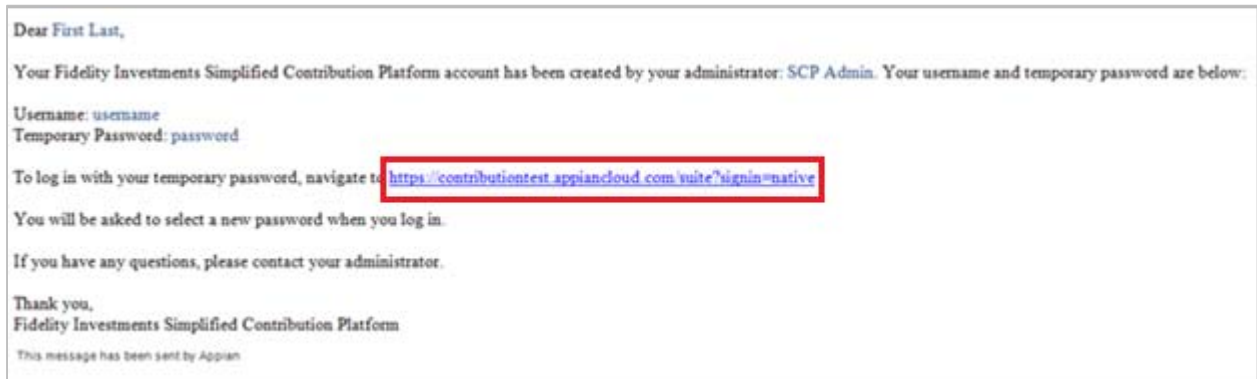 Dear First Last,
Your Fidelity Investments Simplified Contribution Platform account has been created by your administrator: SCP Admin. Your username and temporary password are below:
Username: username
Temporary Password: password
To log in with your temporary password, navigate to https://contributiontest.appiancloud.com/suite?signin=native
You will be asked to select a new password when you log in.
If you have any questions, please contact your administrator.
Thank you,
Fidelity Investments Simplified Contribution Platform
This message has been sent by Appian